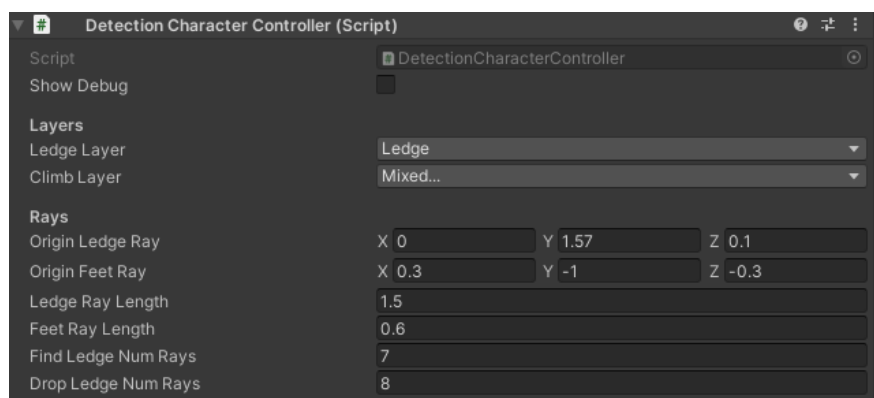 # Detection Character Controller (Script)
Script # DetectionCharacterController
Show Debug
Layers
Ledge Layer Ledge
Climb Layer Mixed...
Rays
Origin Ledge Ray X 0 Y 1.57 Z 0.1
Origin Feet Ray X 0.3 Y -1 Z -0.3
Ledge Ray Length 1.5
Feet Ray Length 0.6
Find Ledge Num Rays 7
Drop Ledge Num Rays 8